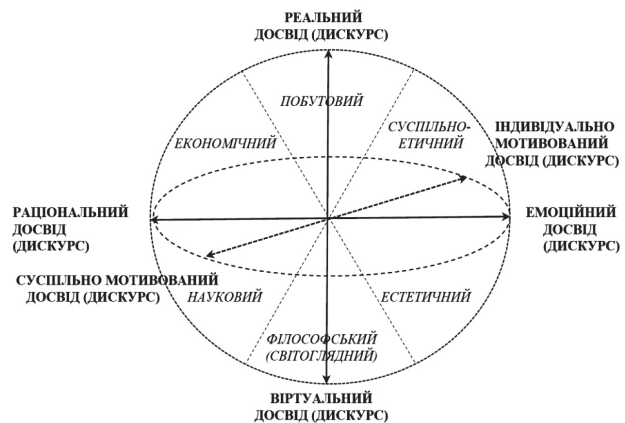 РЕАЛЬНИЙ
ДОСВІД (ДИСКУРС)
ПОБУТОВИЙ
ЕКОНОМІЧНИЙ
СУСПІЛЬНО-
ЕТИЧНИЙ
ІНДИВІДУАЛЬНО
МОТИВОВАНИЙ
ДОСВІД (ДИСКУРС)
РАЦІОНАЛЬНИЙ
ДОСВІД
(ДИСКУРС)
ЕМОЦІЙНИЙ
ДОСВІД
(ДИСКУРС)
СУСПІЛЬНО МОТИВОВАНИЙ
ДОСВІД (ДИСКУРС)
НАУКОВИЙ
ЕСТЕТИЧНИЙ
ФІЛОСОФСЬКИЙ
(СВІТОГЛЯДНИЙ)
ВІРТУАЛЬНИЙ
ДОСВІД (ДИСКУРС)